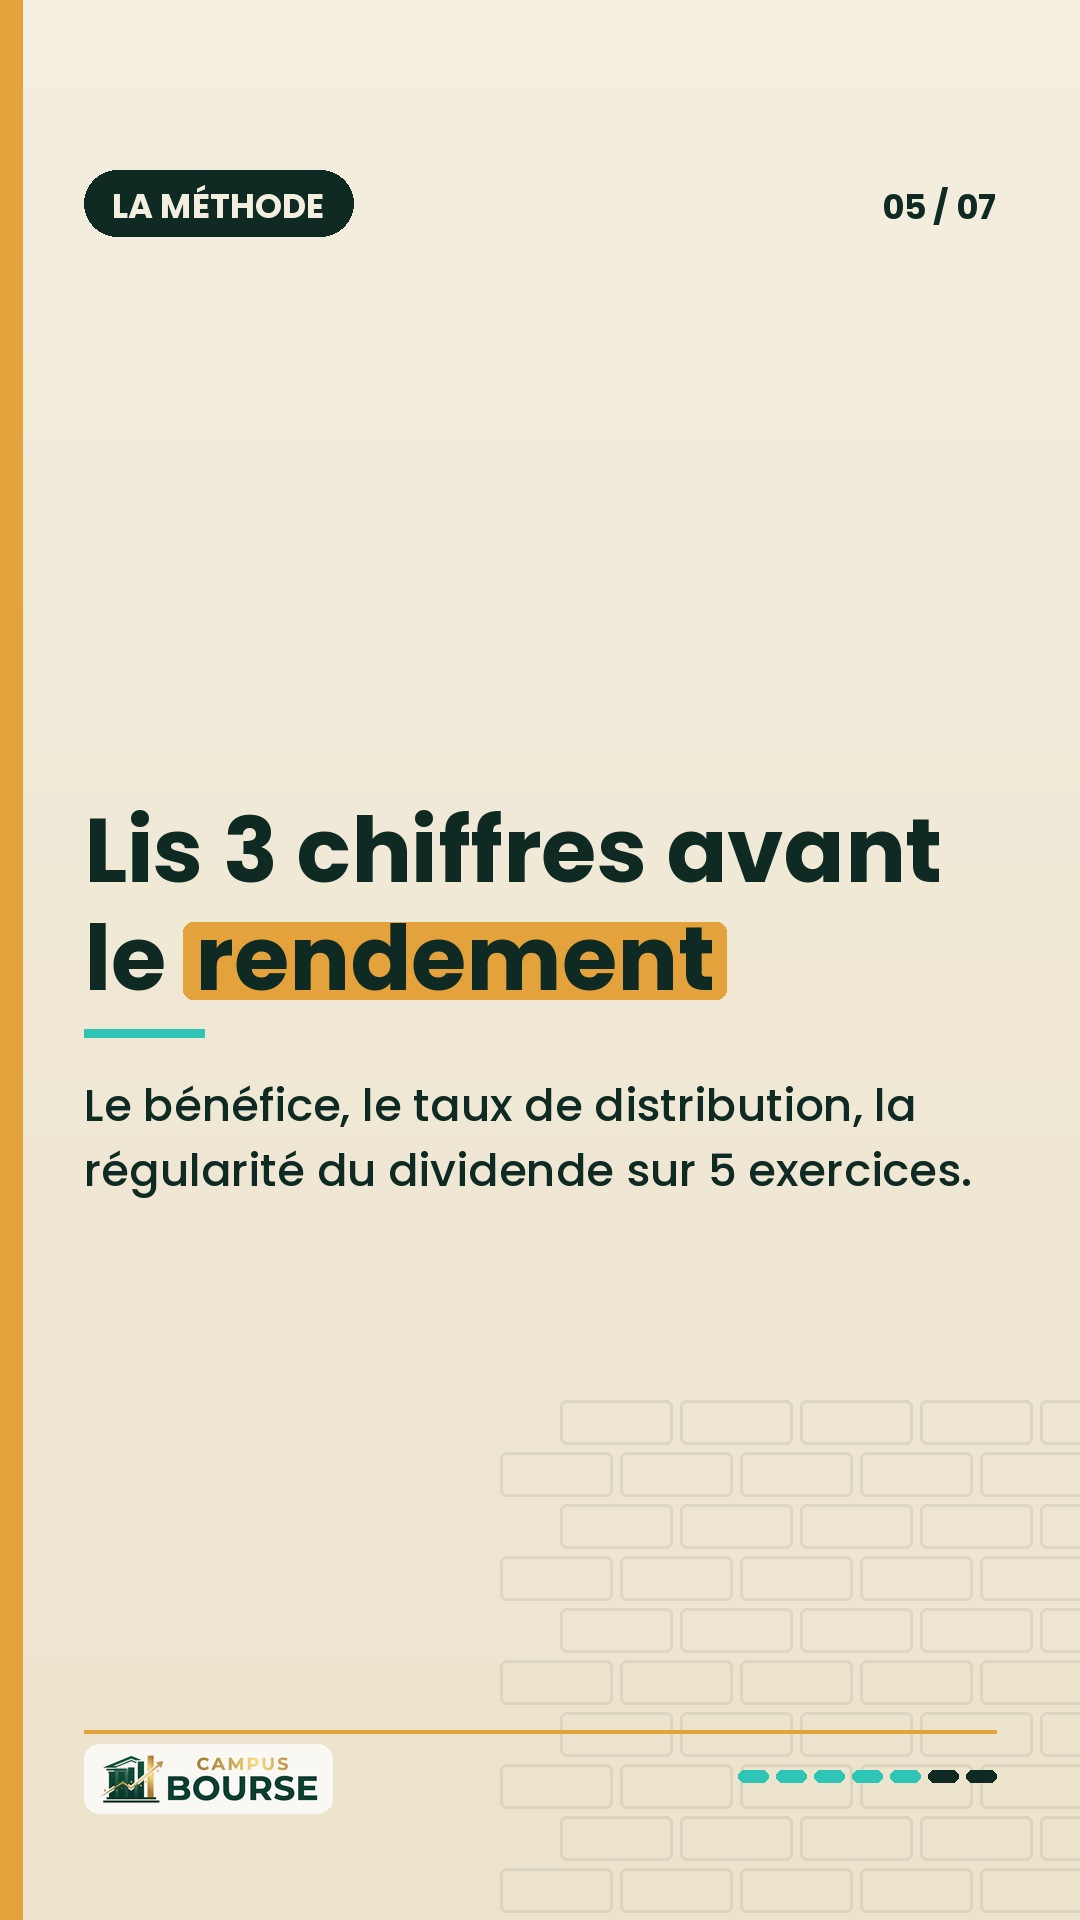 LA MÉTHODE
05 / 07
Lis 3 chiffres avant
le rendement
Le bénéfice, le taux de distribution, la
régularité du dividende sur 5 exercices.
CAMPUS
BOURSE